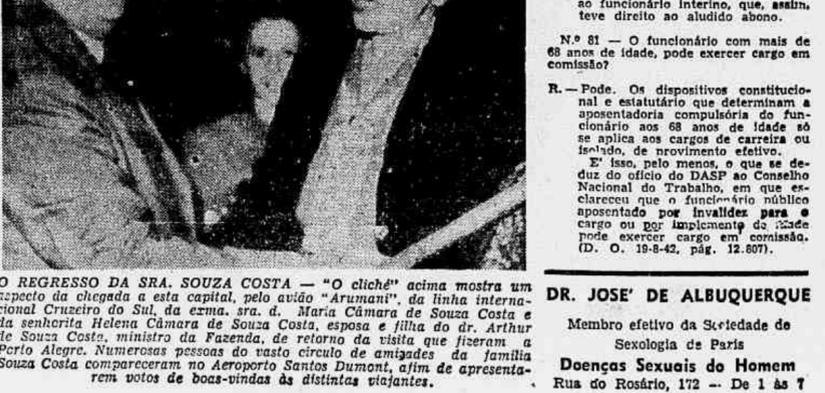 O REGRESSO DA SRA. SOUZA COSTA — "O cliché" acima mostra um
aspecto da chegada a esta capital, pelo avião "Arumani", da linha interna-
cional Cruzeiro do Sul, da exma. sra. d. Maria Câmara de Souza Costa e
da senhorita Helena Câmara de Souza Costa, esposa e filha do dr. Arthur
de Souza Costa, ministro da Fazenda, de retorno da visita que fizeram a
Porto Alegre. Numerosas pessoas do vasto circulo de amizades da família
Souza Costa compareceram no Aeroporto Santos Dumont, afim de apresenta-
rem votos de boas-vindas às distintas viajantes.
ao funcionário interino, que, assim,
teve direito ao aludido abono.
N.º 81 — O funcionário com mais de
68 anos de idade, pode exercer cargo em
comissão?
R. — Pode. Os dispositivos constitucio-
nal e estatutário que determinam a
aposentadoria compulsória do fun-
cionário aos 68 anos de idade só
se aplica aos cargos de carreira ou
isolado, de provimento efetivo.
E' isso, pelo menos, o que se de-
duz do ofício do DASP ao Conselho
Nacional do Trabalho, em que es-
clareceu que o funcionário público
aposentado por invalidez para o
cargo ou por implemento de idade
pode exercer cargo em comissão.
(D. O. 19-8-42, pág. 12.807).
DR. JOSE' DE ALBUQUERQUE
Membro efetivo da Sociedade de
Sexologia de Paris
Doenças Sexuais do Homem
Rua do Rosário, 172 — De 1 às 7